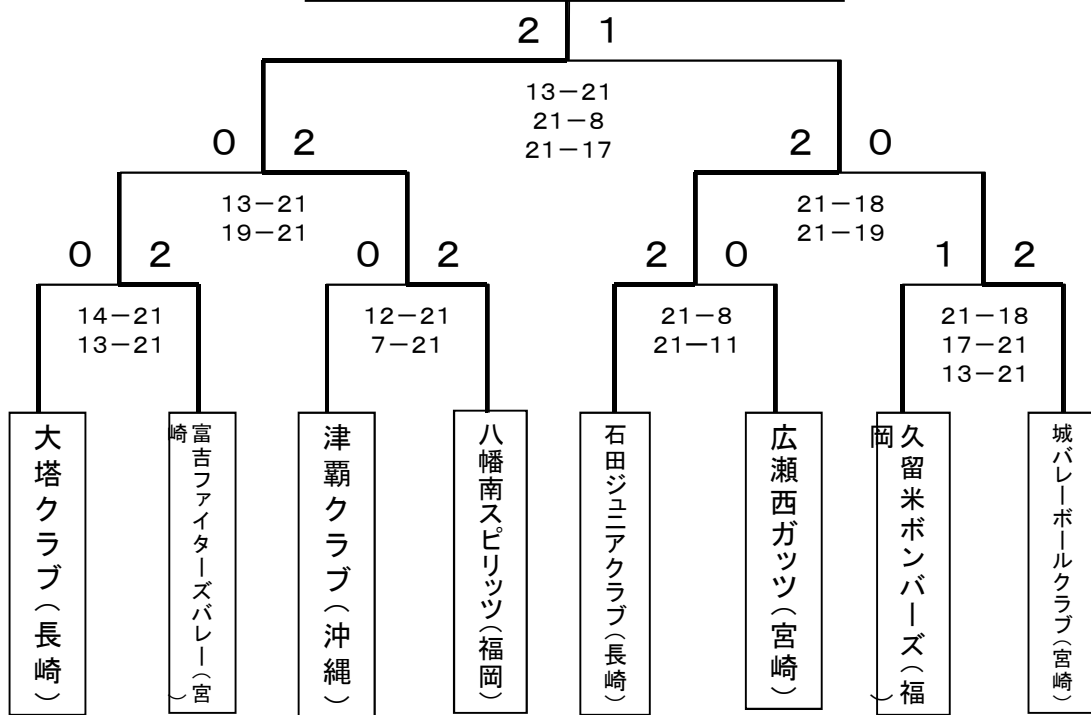 2 1
13－21
21－8
21－17
0 2
2 0
13－21
19－21
21－18
21－19
0 2
0 2
2 0
1 2
14－21
13－21
12－21
7－21
21－8
21－11
21－18
17－21
13－21
大塔クラブ（長崎）
富吉ファイターズバレー（宮
崎）
津覇クラブ（沖縄）
八幡南スピリッツ（福岡）
石田ジュニアクラブ（長崎）
広瀬西ガッツ（宮崎）
久留米ボンバーズ（福
岡）
城バレーボールクラブ（宮崎）